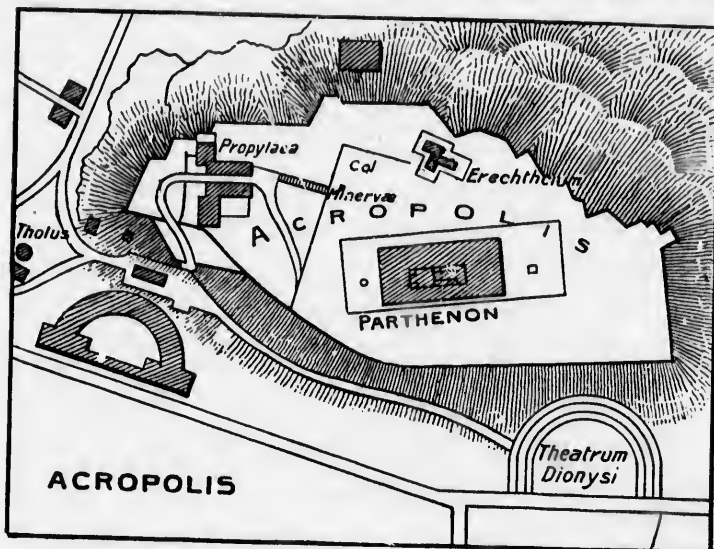 Propylaea
Col
Minervae
Erechtheium
ACROPOLIS
Tholus
PARTHENON
Theatrum
Dionysi
ACROPOLIS